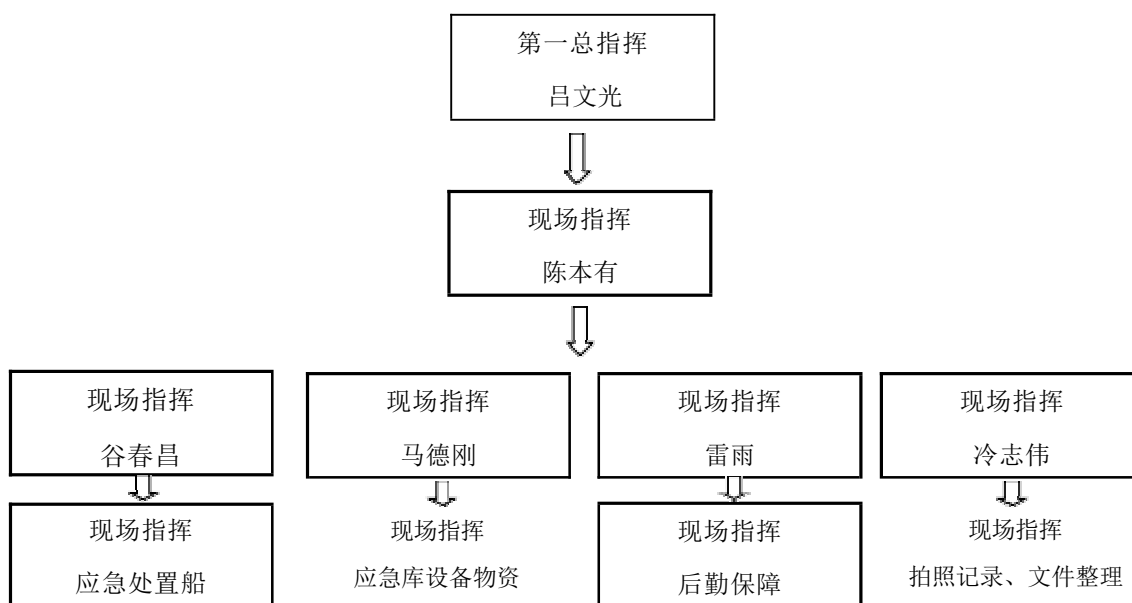 第一总指挥
吕文光
现场指挥
陈本有
现场指挥
谷春昌
现场指挥
马德刚
现场指挥
雷雨
现场指挥
冷志伟
现场指挥
应急处置船
现场指挥
应急库设备物资
现场指挥
后勤保障
现场指挥
拍照记录、文件整理